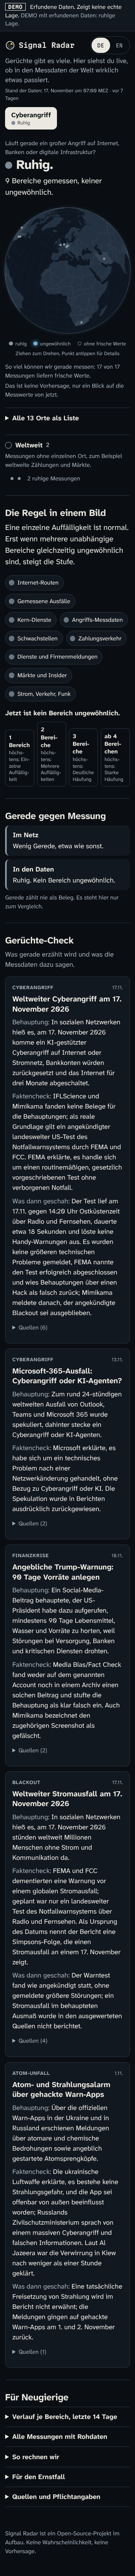 DEMO Erfundene Daten. Zeigt keine echte
Lage. DEMO mit erfundenen Daten: ruhige
Lage.
Signal Radar
DE EN
Gerüchte gibt es viele. Hier siehst du live,
ob in den Messdaten der Welt wirklich
etwas passiert.
Stand der Daten: 17. November um 07:00 MEZ · vor 7
Tagen
Cyberangriff
Ruhig
Läuft gerade ein großer Angriff auf Internet,
Banken oder digitale Infrastruktur?
Ruhig.
9 Bereiche gemessen, keiner
ungewöhnlich.
ruhig ungewöhnlich ohne frische Werte
Ziehen zum Drehen, Punkt antippen für Details
So viel können wir gerade messen: 17 von 17
Messungen liefern frische Werte.
Das ist keine Vorhersage, nur ein Blick auf die
Messwerte von jetzt.
▶ Alle 13 Orte als Liste
Weltweit 2
Messungen ohne einzelnen Ort, zum Beispiel
weltweite Zählungen und Märkte.
2 ruhige Messungen
Die Regel in einem Bild
Eine einzelne Auffälligkeit ist normal.
Erst wenn mehrere unabhängige
Bereiche gleichzeitig ungewöhnlich
sind, steigt die Stufe.
Internet-Routen
Gemessene Ausfälle
Kern-Dienste
Angriffs-Messdaten
Schwachstellen
Zahlungsverkehr
Dienste und Firmenmeldungen
Märkte und Insider
Strom, Verkehr, Funk
Jetzt ist kein Bereich ungewöhnlich.
1
Bereich
höchs-
tens: Ein-
zelne
Auffällig-
keit
2
Berei-
che
höchs-
tens:
Mehrere
Auffällig-
keiten
3
Berei-
che
höchs-
tens:
Deutliche
Häufung
ab 4
Berei-
chen
höchs-
tens:
Starke
Häufung
Gerede gegen Messung
Im Netz
Wenig Gerede, etwa wie sonst.
In den Daten
Ruhig. Kein Bereich ungewöhnlich.
Gerede zählt nie als Beleg. Es steht hier nur
zum Vergleich.
Gerüchte-Check
Was gerade erzählt wird und was die
Messdaten dazu sagen.
CYBERANGRIFF 17.11.
Weltweiter Cyberangriff am 17.
November 2026
Behauptung: In sozialen Netzwerken
hieß es, am 17. November 2026
komme ein KI-gestützter
Cyberangriff auf Internet oder
Stromnetz, Bankkonten würden
zurückgesetzt und das Internet für
drei Monate abgeschaltet.
Faktencheck: IFLScience und
Mimikama fanden keine Belege für
die Behauptungen; als reale
Grundlage gilt ein angekündigter
landesweiter US-Test des
Notfallwarnsystems durch FEMA und
FCC. FEMA erklärte, es handle sich
um einen routinemäßigen, gesetzlich
vorgeschriebenen Test ohne
verborgenen Notfall.
Was dann geschah: Der Test lief am
17.11. gegen 14:20 Uhr Ostküstenzeit
über Radio und Fernsehen, dauerte
etwa 18 Sekunden und löste keine
Handy-Warnungen aus. Es wurden
keine größeren technischen
Probleme gemeldet, FEMA nannte
den Test erfolgreich abgeschlossen
und wies Behauptungen über einen
Hack als falsch zurück; Mimikama
meldete danach, der angekündigte
Blackout sei ausgeblieben.
▶ Quellen (6)
CYBERANGRIFF 13.11.
Microsoft-365-Ausfall:
Cyberangriff oder KI-Agenten?
Behauptung: Zum und 24-stündigen
weltweiten Ausfall von Outlook,
Teams und Microsoft 365 wurde
spekuliert, dahinter stecke ein
Cyberangriff oder KI-Agenten.
Faktencheck: Microsoft erklärte, es
habe sich um ein technisches
Problem nach einer
Netzwerkänderung gehandelt, ohne
Bezug zu Cyberangriff oder KI. Die
Spekulation wurde in Berichten
ausdrücklich zurückgewiesen.
▶ Quellen (2)
FINANZKRISE 16.11.
Angebliche Trump-Warnung:
90 Tage Vorräte anlegen
Behauptung: Ein Social-Media-
Beitrag behauptete, der US-
Präsident habe dazu aufgerufen,
mindestens 90 Tage Lebensmittel,
Wasser und Vorräte zu horten, weil
Störungen bei Versorgung, Banken
und kritischen Diensten drohten.
Faktencheck: Media Bias/Fact Check
fand weder auf dem genannten
Account noch in einem Archiv einen
solchen Beitrag und stufte die
Behauptung als klar falsch ein. Auch
Mimikama bezeichnet den
zugehörigen Screenshot als
gefälscht.
▶ Quellen (2)
BLACKOUT 17.11.
Weltweiter Stromausfall am 17.
November 2026
Behauptung: In sozialen Netzwerken
hieß es, am 17. November 2026
stünden weltweit Millionen
Menschen ohne Strom und
Kommunikation da.
Faktencheck: FEMA und FCC
dementierten eine Warnung vor
einem globalen Stromausfall;
geplant war nur ein landesweiter
Test des Notfallwarnsystems über
Radio und Fernsehen. Als Ursprung
des Datums nennt der Bericht eine
Simpsons-Folge, die einen
Stromausfall an einem 17. November
zeigt.
Was dann geschah: Der Warntest
fand wie angekündigt statt, ohne
gemeldete größere Störungen; ein
Stromausfall im behaupteten
Ausmaß wurde in den ausgewerteten
Quellen nicht berichtet.
▶ Quellen (4)
ATOM-UNFALL 1.11.
Atom- und Strahlungsalarm
über gehackte Warn-Apps
Behauptung: Über die offiziellen
Warn-Apps in der Ukraine und in
Russland erschienen Meldungen
über atomare und chemische
Bedrohungen sowie angeblich
gestartete Atomsprengköpfe.
Faktencheck: Die ukrainische
Luftwaffe erklärte, es bestehe keine
Strahlungsgefahr, und die App sei
offenbar von außen beeinflusst
worden; Russlands
Zivilschutzministerium sprach von
einem massiven Cyberangriff und
falschen Informationen. Laut Al
Jazeera war die Verwirrung in Kiew
nach weniger als einer Stunde
geklärt.
Was dann geschah: Eine tatsächliche
Freisetzung von Strahlung wird im
Bericht nicht erwähnt; die
Meldungen gingen auf gehackte
Warn-Apps am 1. und 2. November
zurück.
▶ Quellen (1)
Für Neugierige
▶ Verlauf je Bereich, letzte 14 Tage
▶ Alle Messungen mit Rohdaten
▶ So rechnen wir
▶ Für den Ernstfall
▶ Quellen und Pflichtangaben
Signal Radar ist ein Open-Source-Projekt im
Aufbau. Keine Wahrscheinlichkeit, keine
Vorhersage.